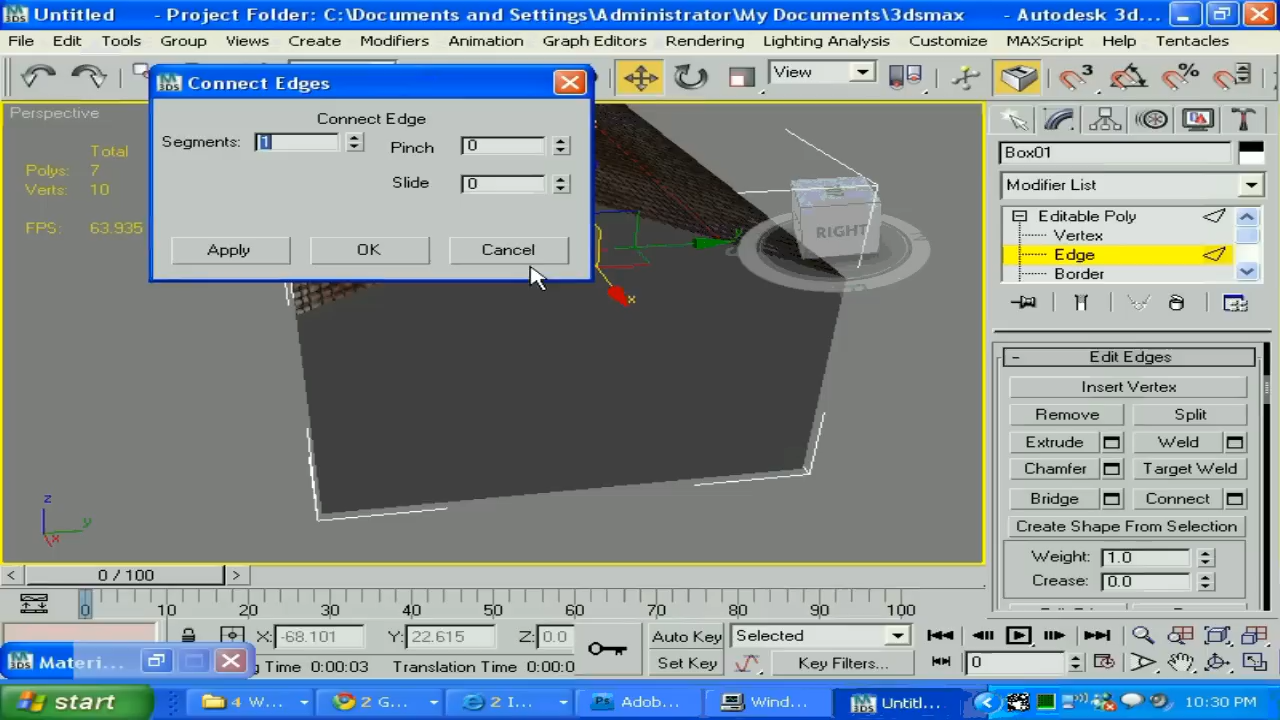 Untitled - Project Folder: C:\Documents and Settings\Administrator\My Documents\3dsmax - Autodesk 3d...
File Edit Tools Group Views Create Modifiers Animation Graph Editors Rendering Lighting Analysis Customize MAXScript Help Tentacles
View
3
%
Connect Edges
Connect Edge
Segments: 1
Pinch 0
Slide 0
Apply OK Cancel
Perspective
Total
Polys: 7
Verts: 10
FPS: 63.935
RIGHT
y
x
z
y
x
Box01
Modifier List
Editable Poly
Vertex
Edge
Border
- Edit Edges
Insert Vertex
Remove Split
Extrude Weld
Chamfer Target Weld
Bridge Connect
Create Shape From Selection
Weight: 1.0
Crease: 0.0
< 0 / 100 >
0 10 20 30 40 50 60 70 80 90 100
X: -68.101 Y: 22.615 Z: 0.0
Auto Key Selected
Set Key Key Filters...
0
Materi...
g Time 0:00:03 Translation Time 0:00:0
start 4 W... 2 G... 2 I... Adob... Wind... Untitl... 10:30 PM